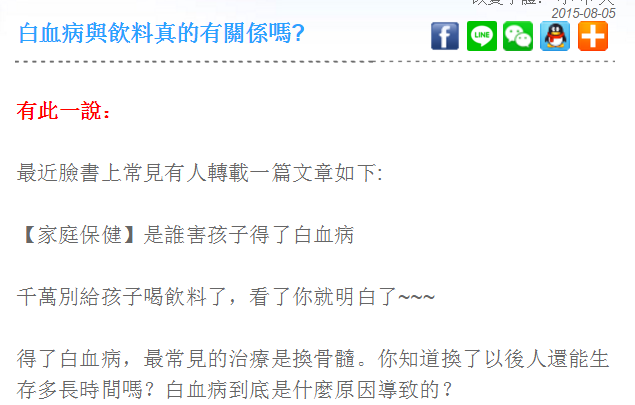 2015-08-05
白血病與飲料真的有關係嗎?
LINE
有此一說：
最近臉書上常見有人轉載一篇文章如下:
【家庭保健】是誰害孩子得了白血病
千萬別給孩子喝飲料了，看了你就明白了~~~
得了白血病，最常見的治療是換骨髓。你知道換了以後人還能生
存多長時間嗎？白血病到底是什麼原因導致的？